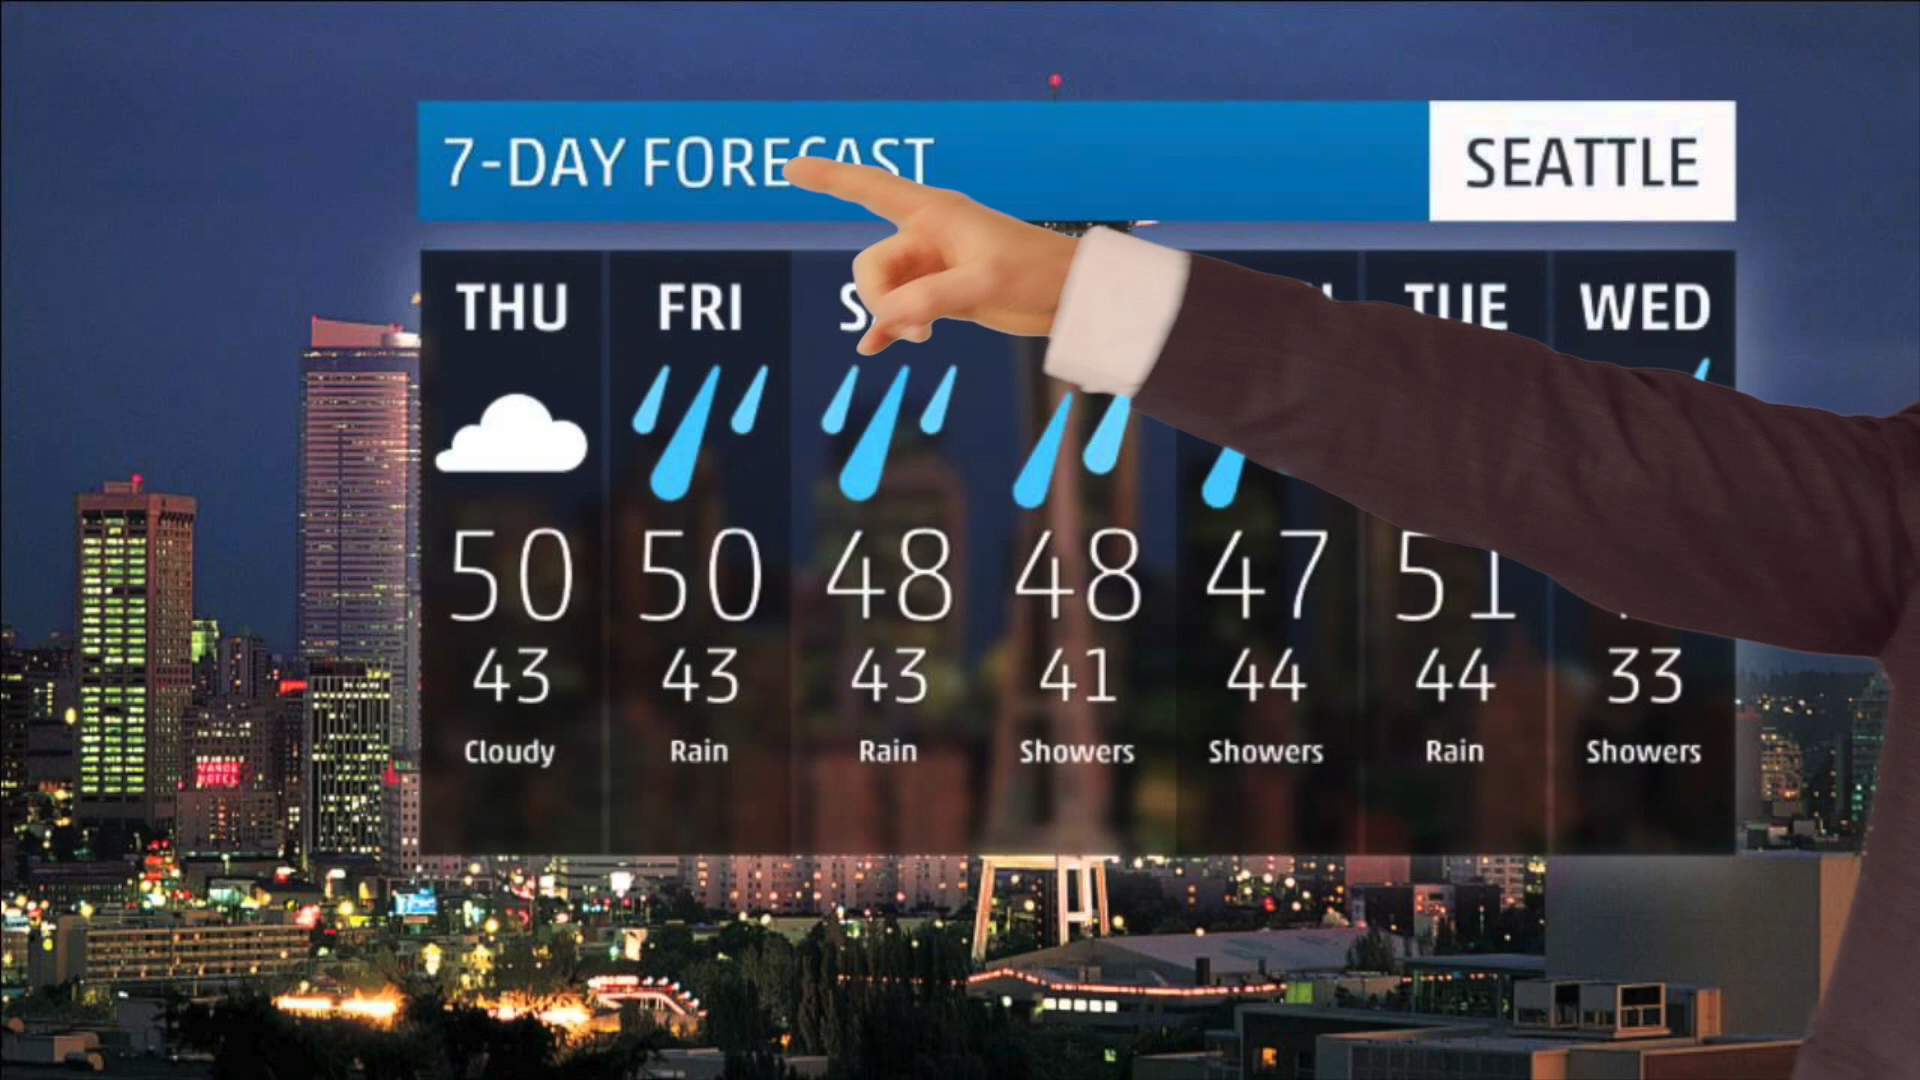 7-DAY FORECAST
SEATTLE
THU FRI TUE WED
50 50 48 48 47 51
43 43 43 41 44 44 33
Cloudy Rain Rain Showers Showers Rain Showers